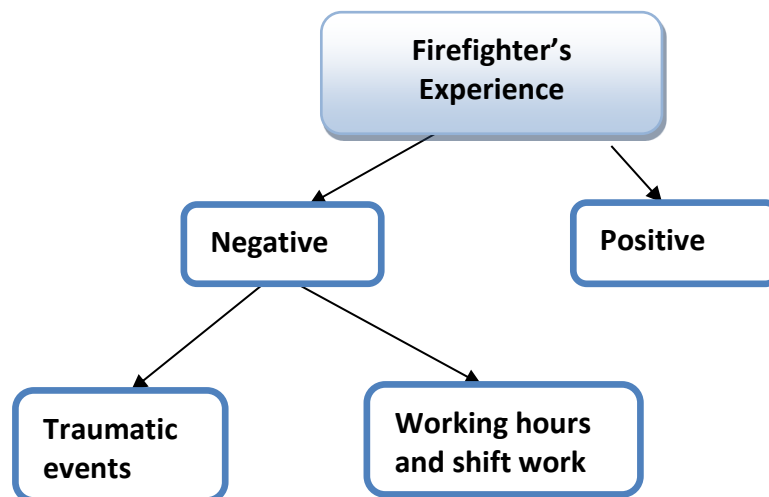 Firefighter’s
Experience
Negative
Positive
Traumatic
events
Working hours
and shift work